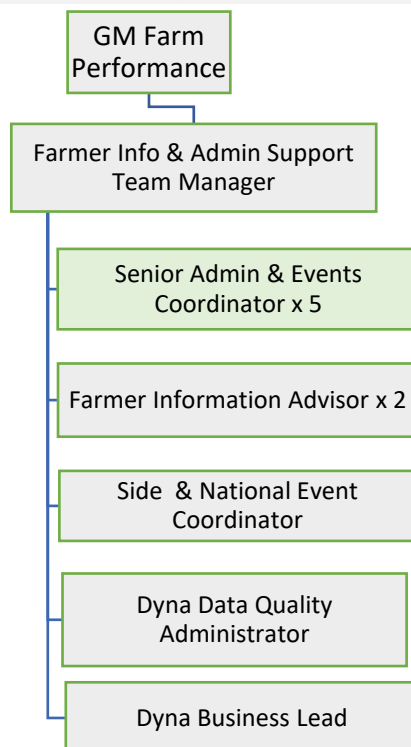 GM Farm
Performance
Farmer Info & Admin Support
Team Manager
Senior Admin & Events
Coordinator x 5
Farmer Information Advisor x 2
Side & National Event
Coordinator
Dyna Data Quality
Administrator
Dyna Business Lead